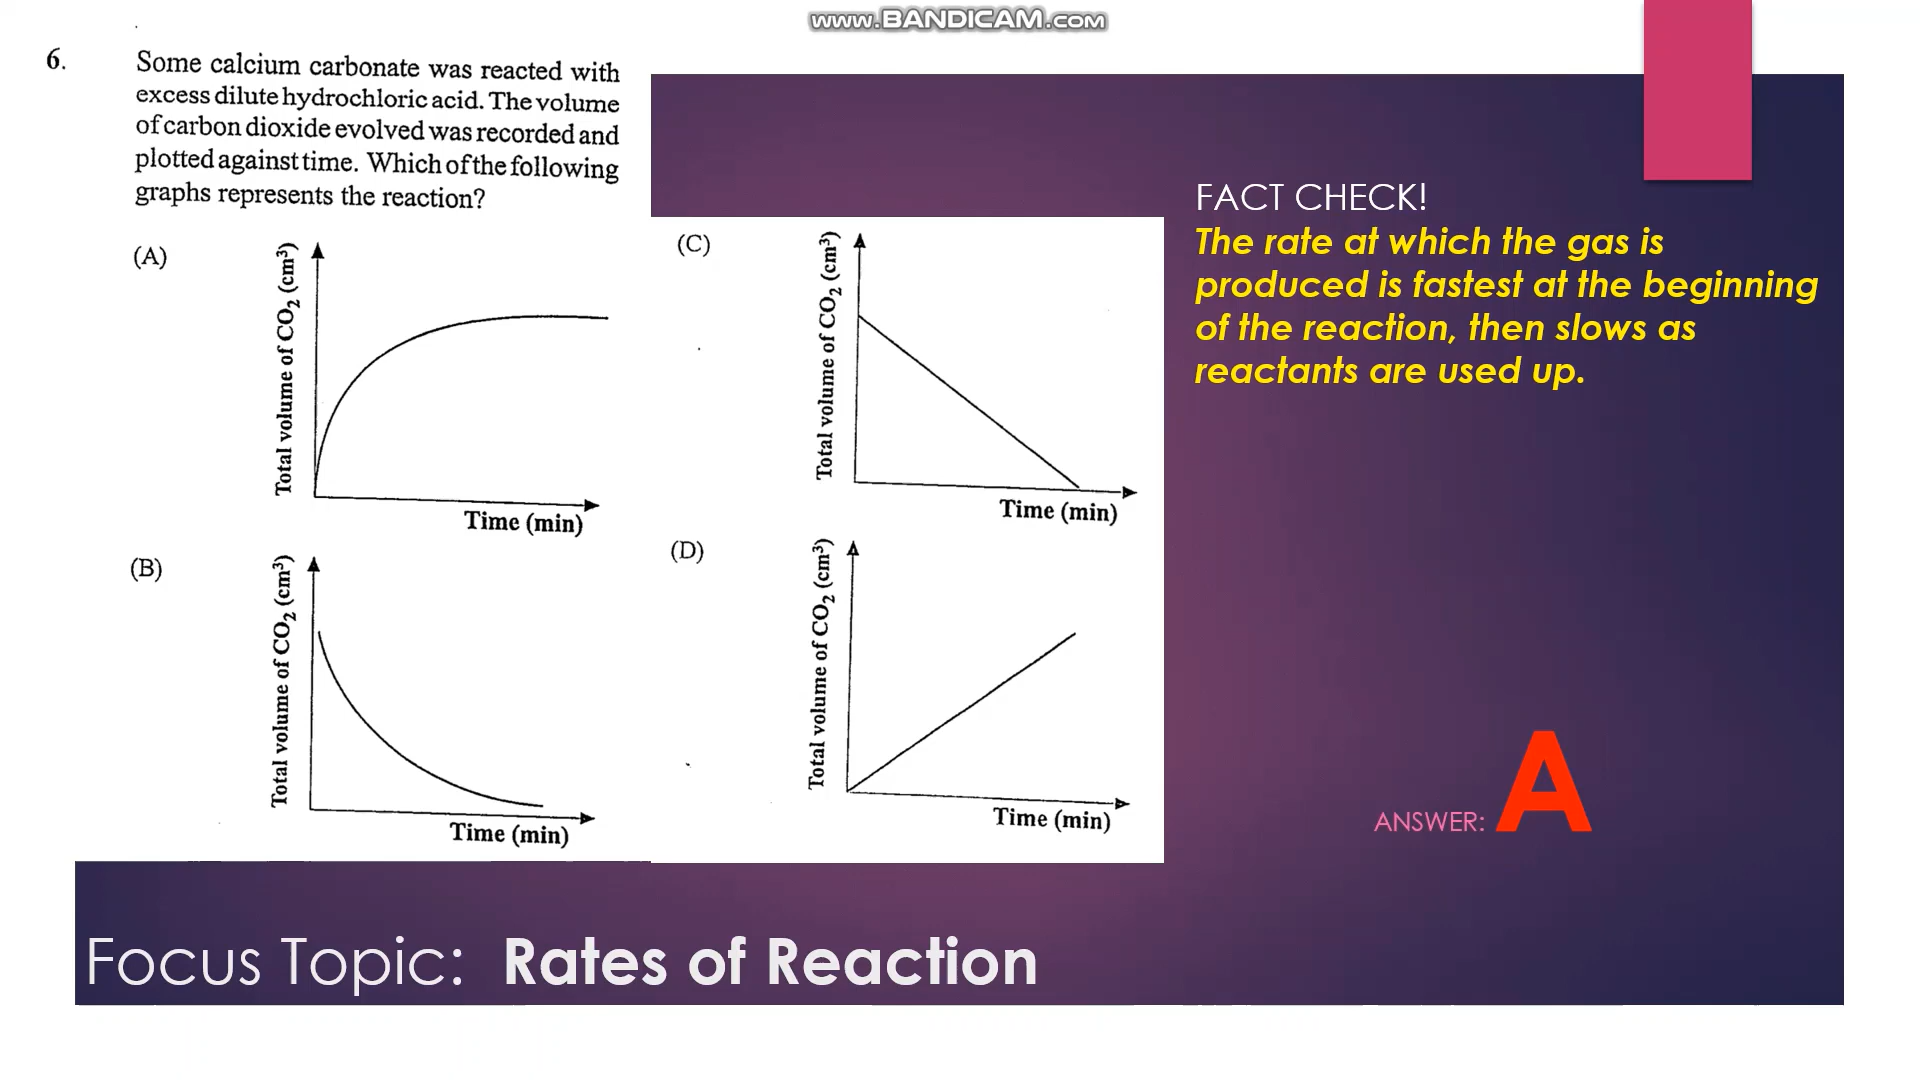 www.BANDICAM.com
6.
Some calcium carbonate was reacted with
excess dilute hydrochloric acid. The volume
of carbon dioxide evolved was recorded and
plotted against time. Which of the following
graphs represents the reaction?
(A)
Total volume of CO₂ (cm³)
Time (min)
(B)
Total volume of CO₂ (cm³)
Time (min)
(C)
Total volume of CO₂ (cm³)
Time (min)
(D)
Total volume of CO₂ (cm³)
Time (min)
FACT CHECK!
The rate at which the gas is
produced is fastest at the beginning
of the reaction, then slows as
reactants are used up.
ANSWER: A
Focus Topic: Rates of Reaction